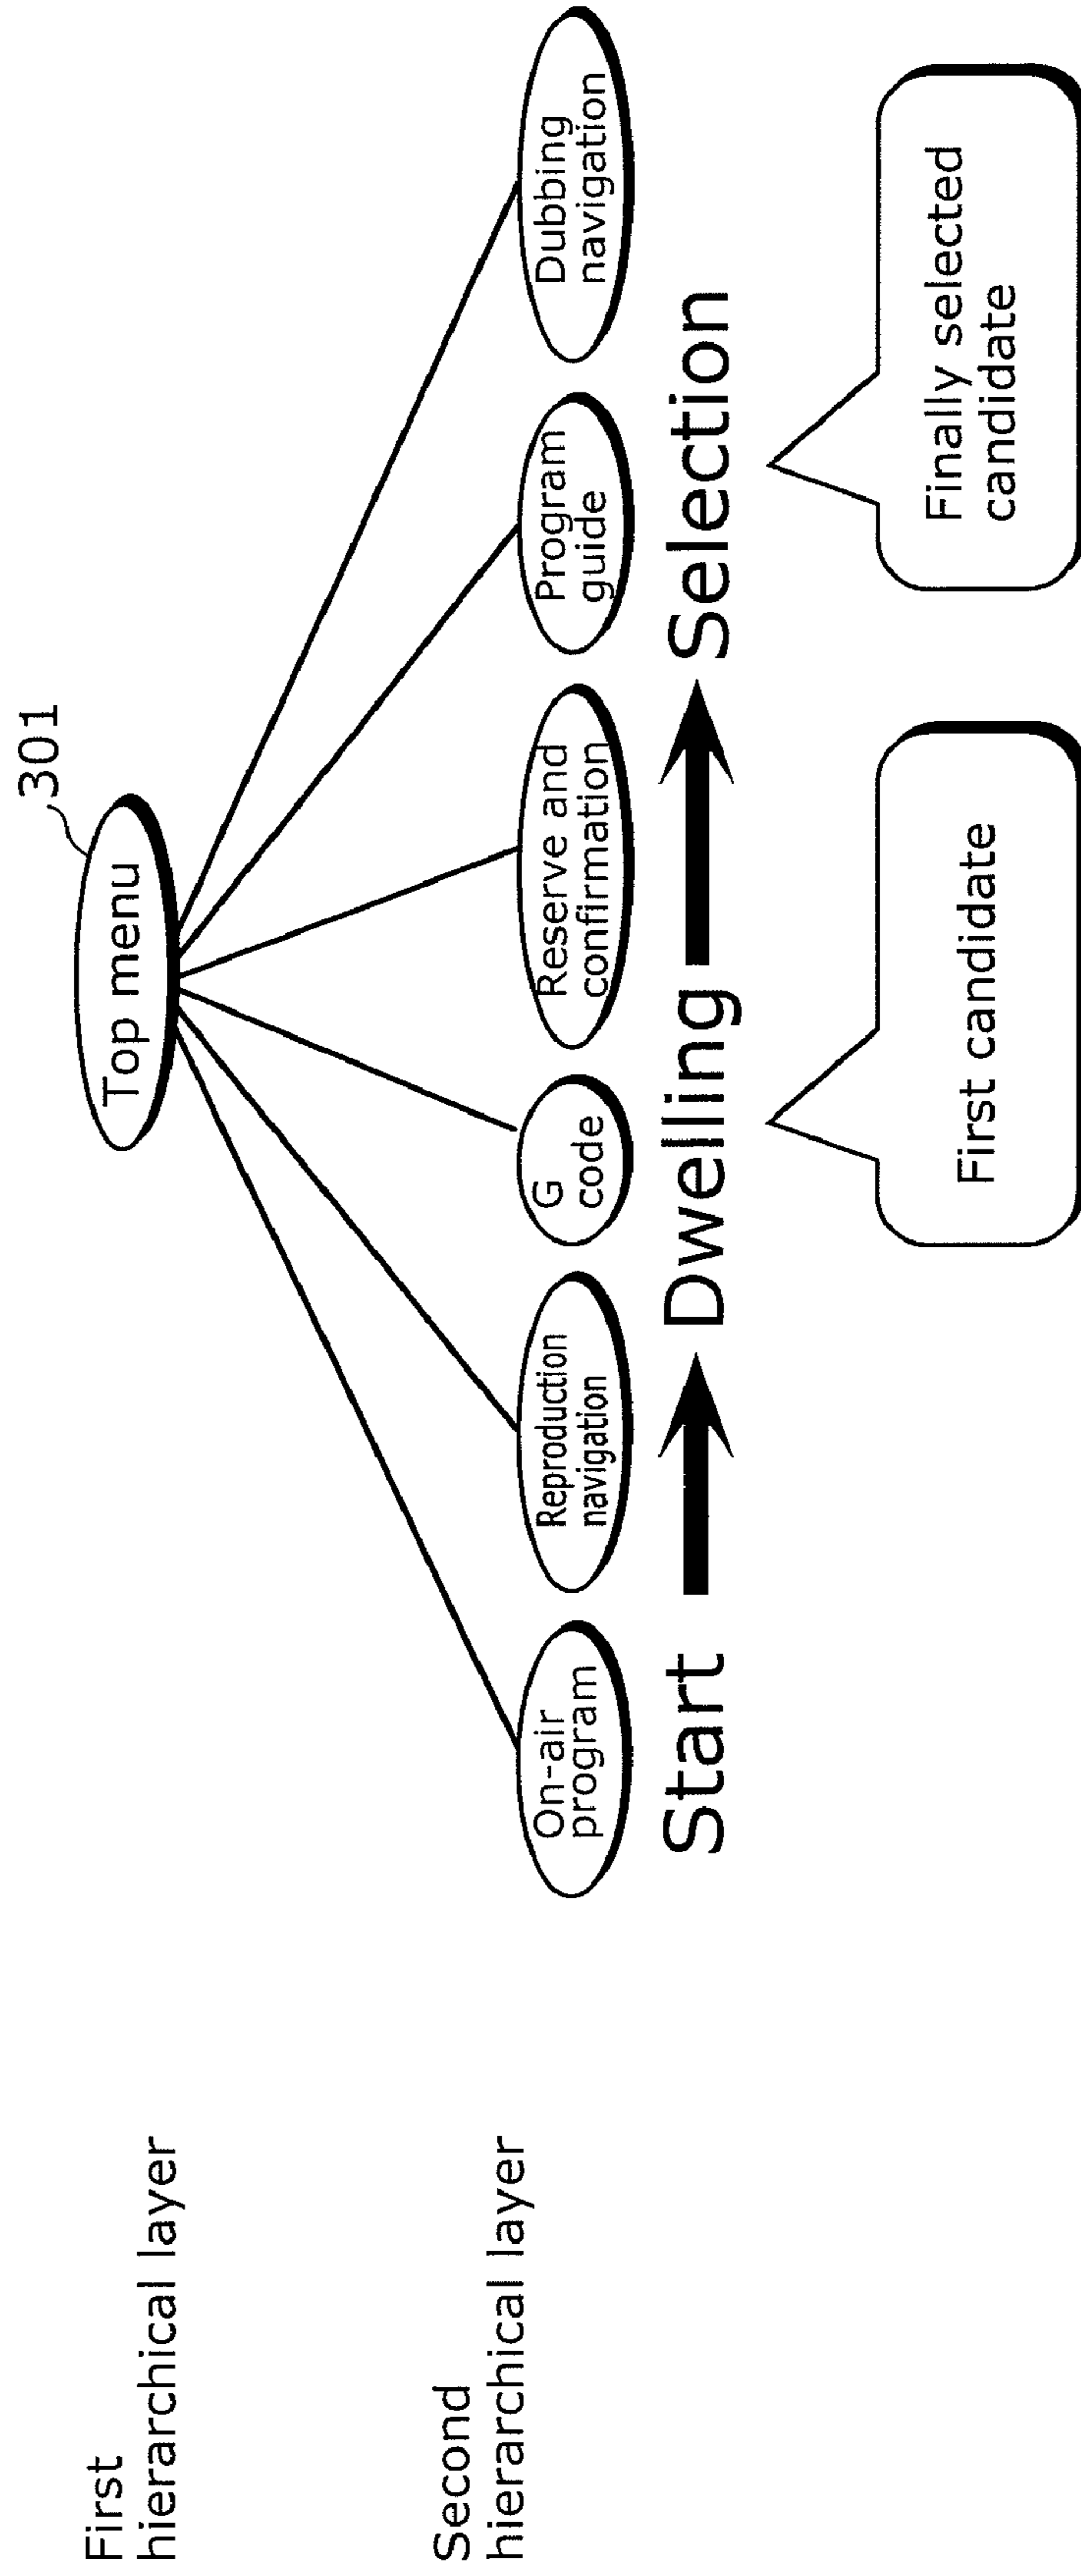 First
hierarchical layer
Top menu
301
Second
hierarchical layer
On-air
program
Reproduction
navigation
G
code
Reserve and
confirmation
Program
guide
Dubbing
navigation
Start
Dwelling
Selection
First candidate
Finally selected
candidate